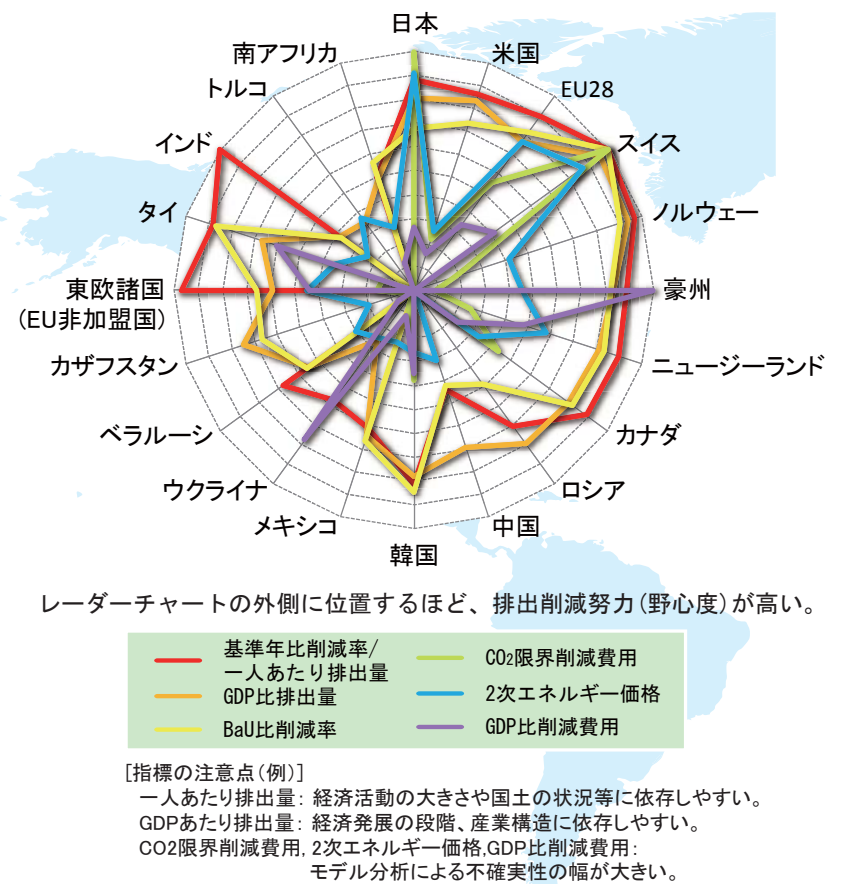 日本
米国
EU28
スイス
ノルウェー
豪州
ニュージーランド
カナダ
ロシア
中国
韓国
メキシコ
ウクライナ
ベラルーシ
カザフスタン
東欧諸国
(EU非加盟国)
タイ
インド
トルコ
南アフリカ
レーダーチャートの外側に位置するほど、排出削減努力(野心度)が高い。
基準年比削減率/
一人あたり排出量
GDP比排出量
BaU比削減率
CO2限界削減費用
2次エネルギー価格
GDP比削減費用
[指標の注意点(例)]
一人あたり排出量: 経済活動の大きさや国土の状況等に依存しやすい。
GDPあたり排出量: 経済発展の段階、産業構造に依存しやすい。
CO2限界削減費用, 2次エネルギー価格,GDP比削減費用:
モデル分析による不確実性の幅が大きい。